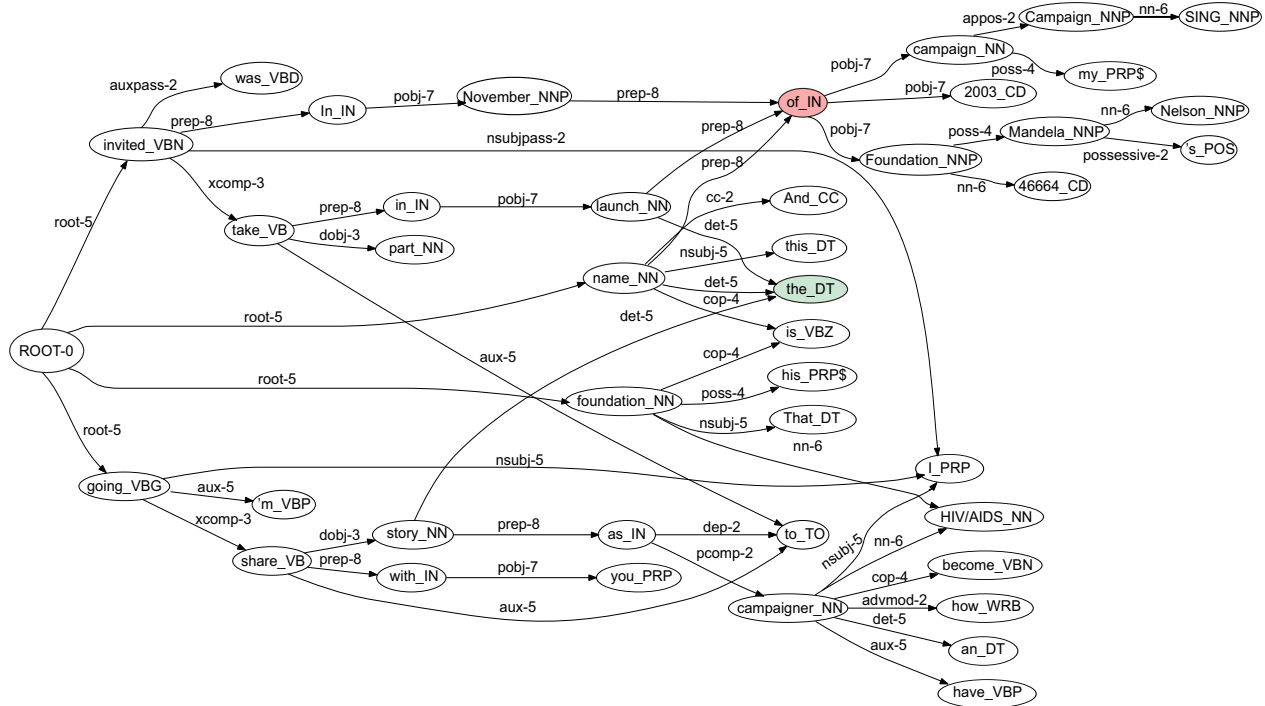 nn-6
appos-2
Campaign_NNP
SING_NNP
campaign_NN
pobj-7
poss-4
my_PRP$
auxpass-2
was_VBD
pobj-7
2003_CD
pobj-7
November_NNP
prep-8
of_IN
In_IN
nn-6
Nelson_NNP
prep-8
prep-8
pobj-7
poss-4
Mandela_NNP
invited_VBN
nsubjpass-2
Foundation_NNP
possessive-2
's_POS
prep-8
xcomp-3
nn-6
46664_CD
prep-8
in_IN
pobj-7
launch_NN
cc-2
And_CC
root-5
take_VB
det-5
dobj-3
part_NN
nsubj-5
this_DT
name_NN
det-5
the_DT
cop-4
root-5
det-5
is_VBZ
ROOT-0
aux-5
cop-4
root-5
his_PRP$
poss-4
foundation_NN
nsubj-5
That_DT
root-5
nn-6
nsubj-5
I_PRP
going_VBG
aux-5
'm_VBP
HIV/AIDS_NN
xcomp-3
dobj-3
story_NN
prep-8
as_IN
dep-2
to_TO
nsubj-5
nn-6
share_VB
prep-8
pcomp-2
become_VBN
with_IN
pobj-7
you_PRP
cop-4
aux-5
campaigner_NN
advmod-2
how_WRB
det-5
an_DT
aux-5
have_VBP